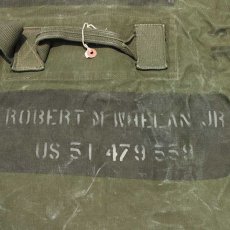 ROBERT M WHELAN JR
US 51 479 559